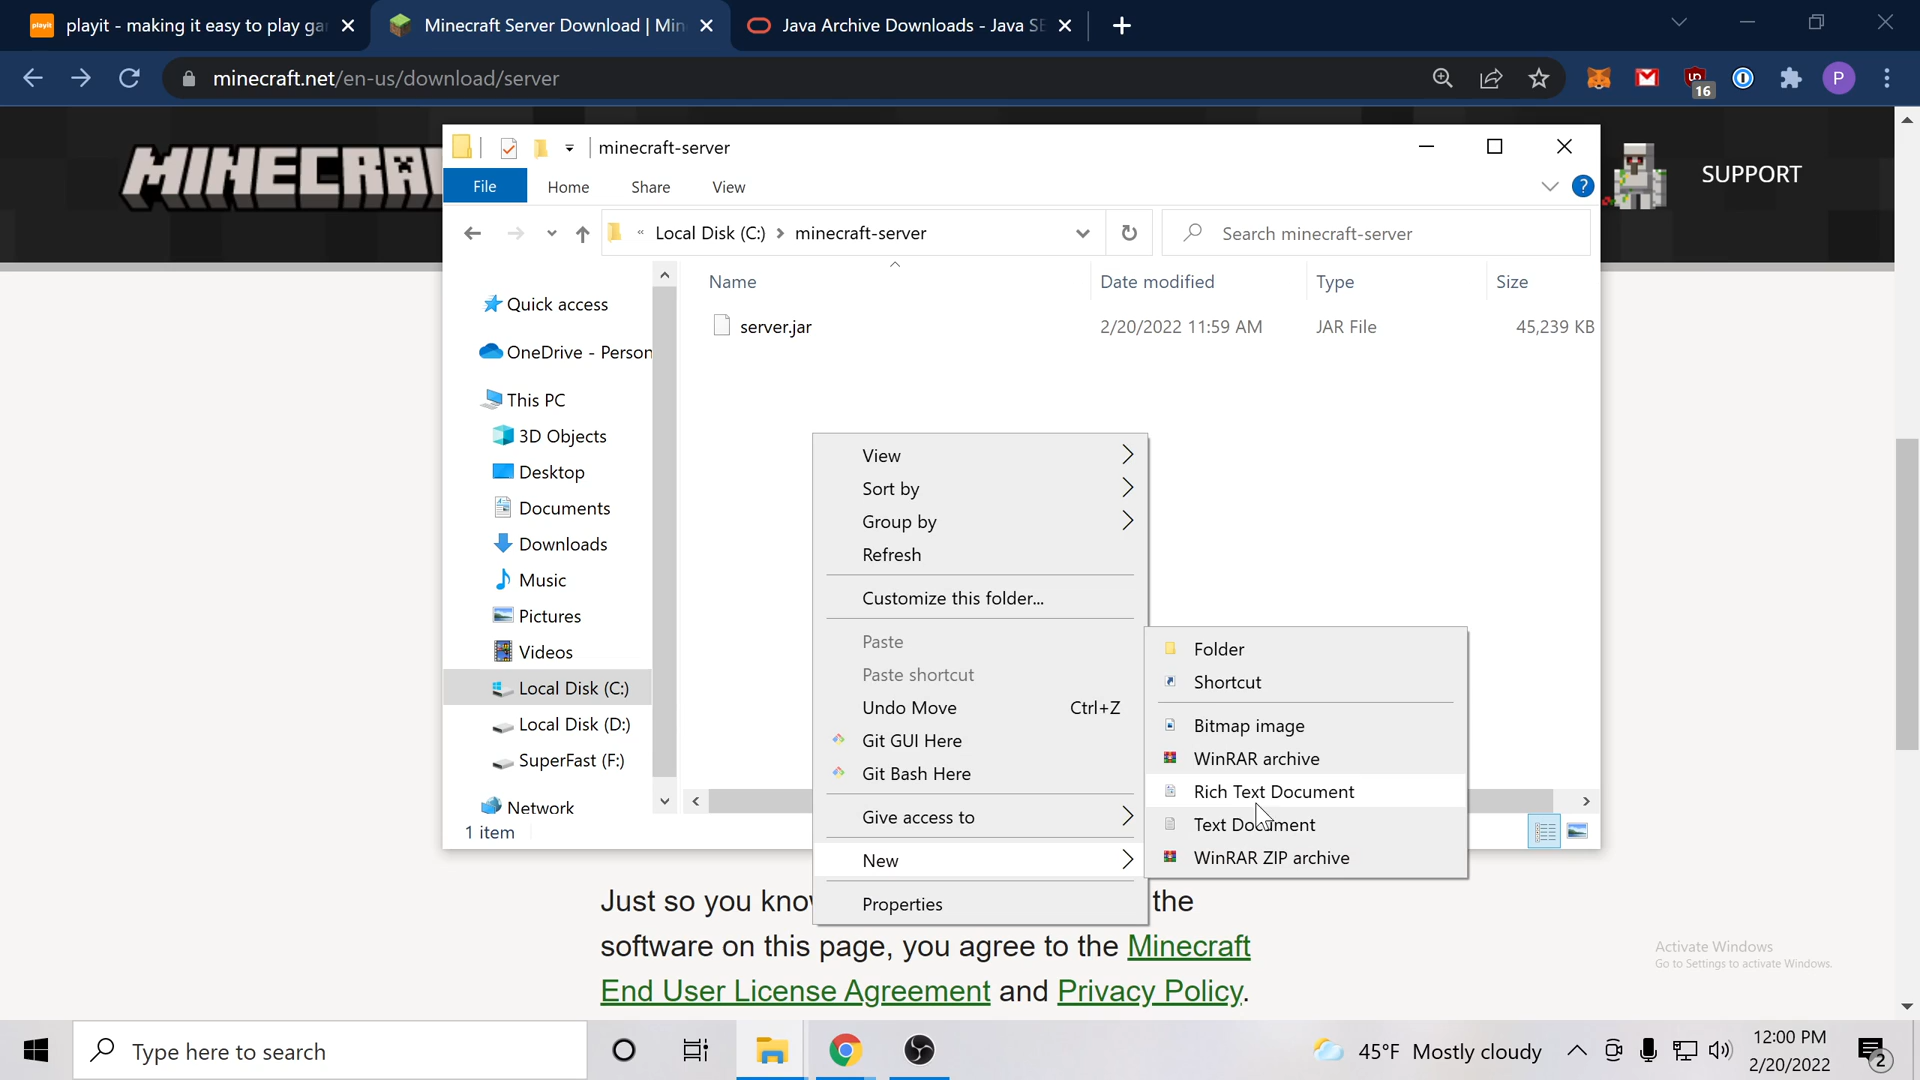 playit - making it easy to play ga
Minecraft Server Download | Min
Java Archive Downloads - Java SE
minecraft.net/en-us/download/server
16
P
MINECRA
SUPPORT
minecraft-server
File
Home
Share
View
?
« Local Disk (C:) > minecraft-server
Search minecraft-server
Name
Date modified
Type
Size
server.jar
2/20/2022 11:59 AM
JAR File
45,239 KB
Quick access
OneDrive - Person
This PC
3D Objects
Desktop
Documents
Downloads
Music
Pictures
Videos
Local Disk (C:)
Local Disk (D:)
SuperFast (F:)
Network
1 item
View
Sort by
Group by
Refresh
Customize this folder...
Paste
Paste shortcut
Undo Move Ctrl+Z
Git GUI Here
Git Bash Here
Give access to
New
Properties
Folder
Shortcut
Bitmap image
WinRAR archive
Rich Text Document
Text Document
WinRAR ZIP archive
Just so you kno the
software on this page, you agree to the Minecraft
End User License Agreement and Privacy Policy.
Activate Windows
Go to Settings to activate Windows.
Type here to search
45°F Mostly cloudy
12:00 PM
2/20/2022
2